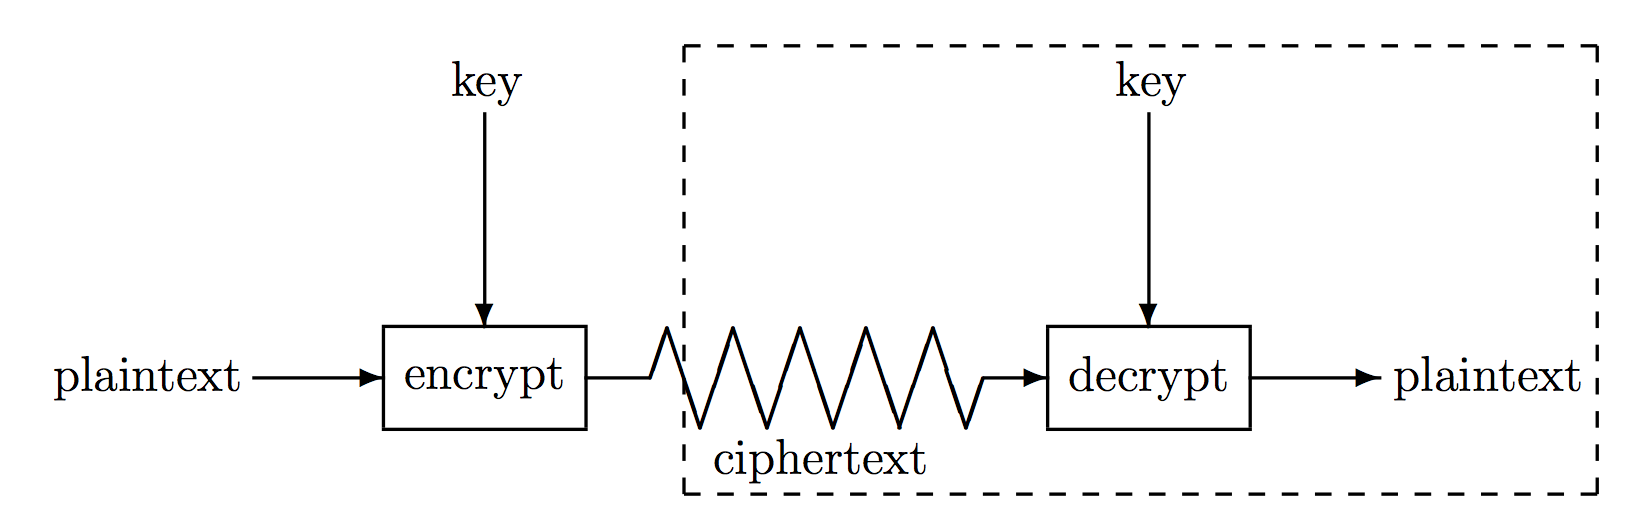 key
key
plaintext
encrypt
decrypt
plaintext
ciphertext